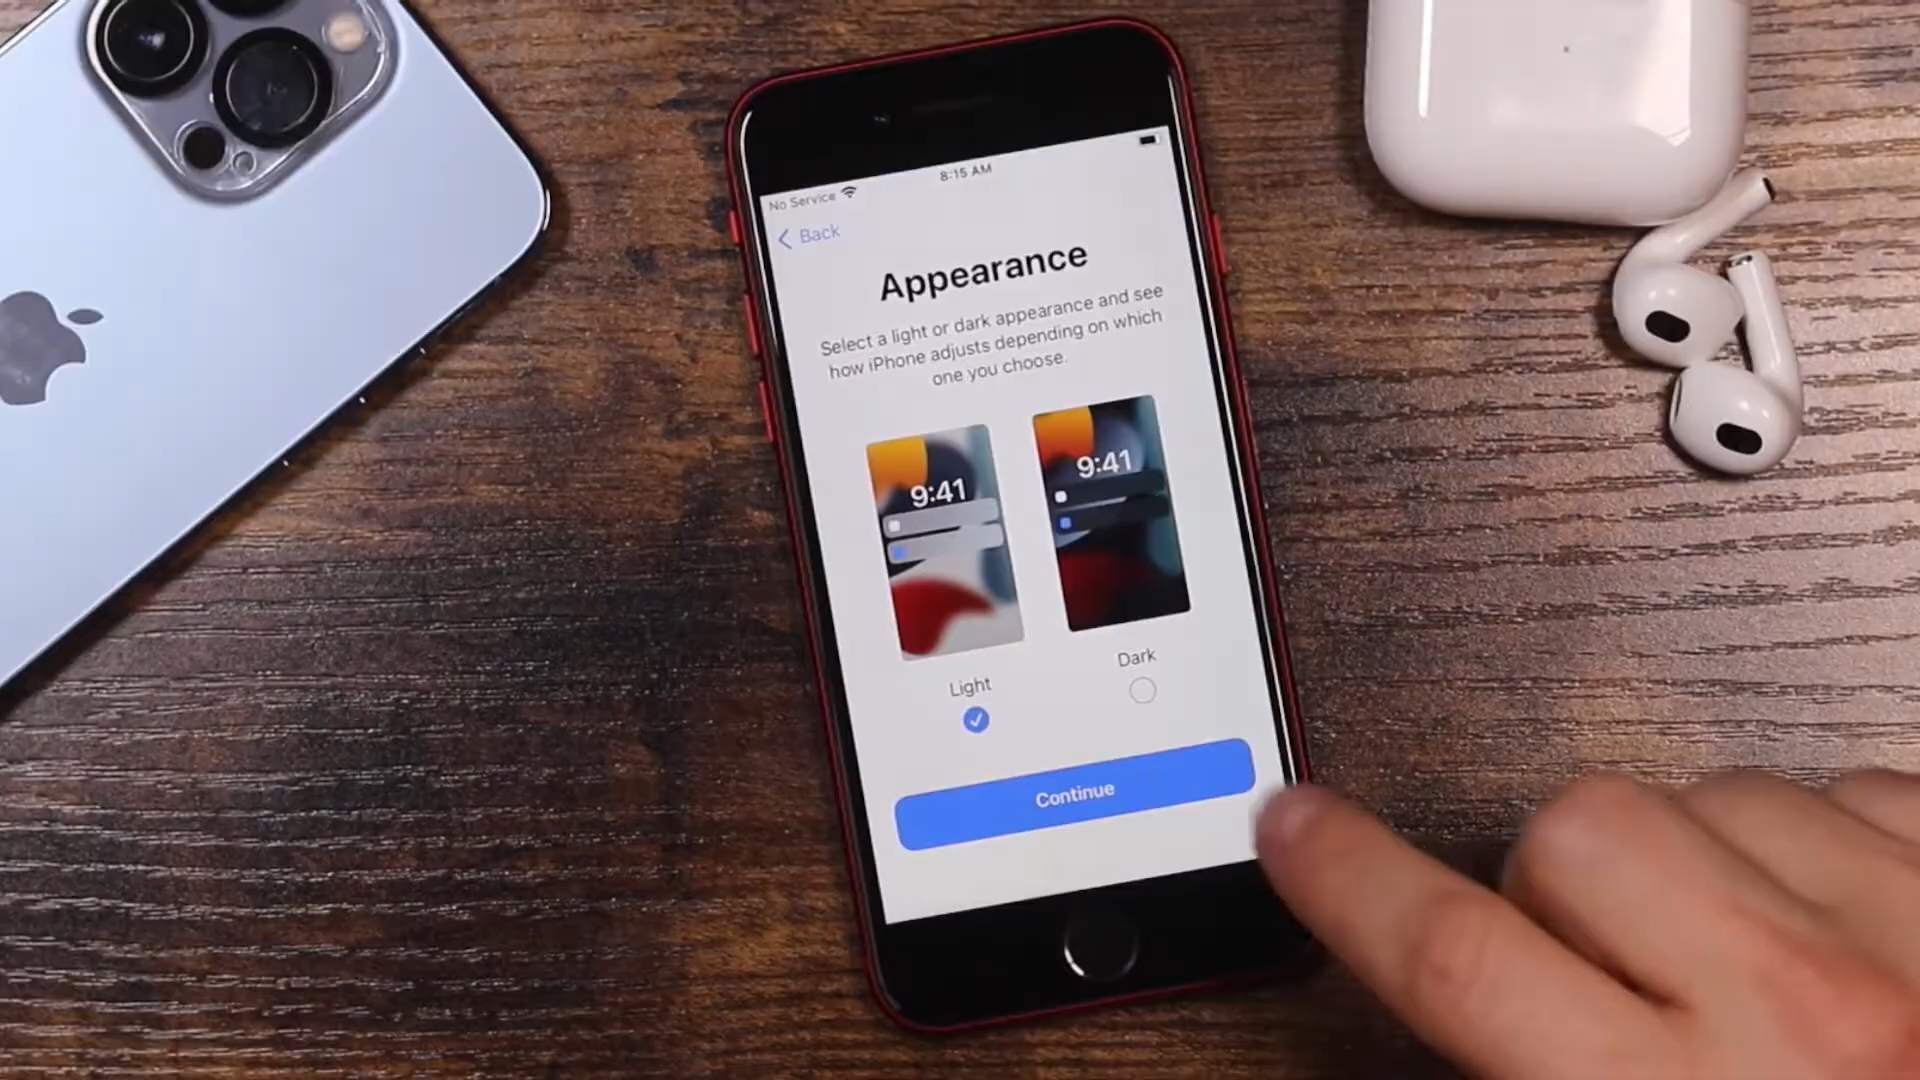 No Service
8:15 AM
Back
Appearance
Select a light or dark appearance and see
how iPhone adjusts depending on which
one you choose.
9:41
9:41
Light
Dark
Continue